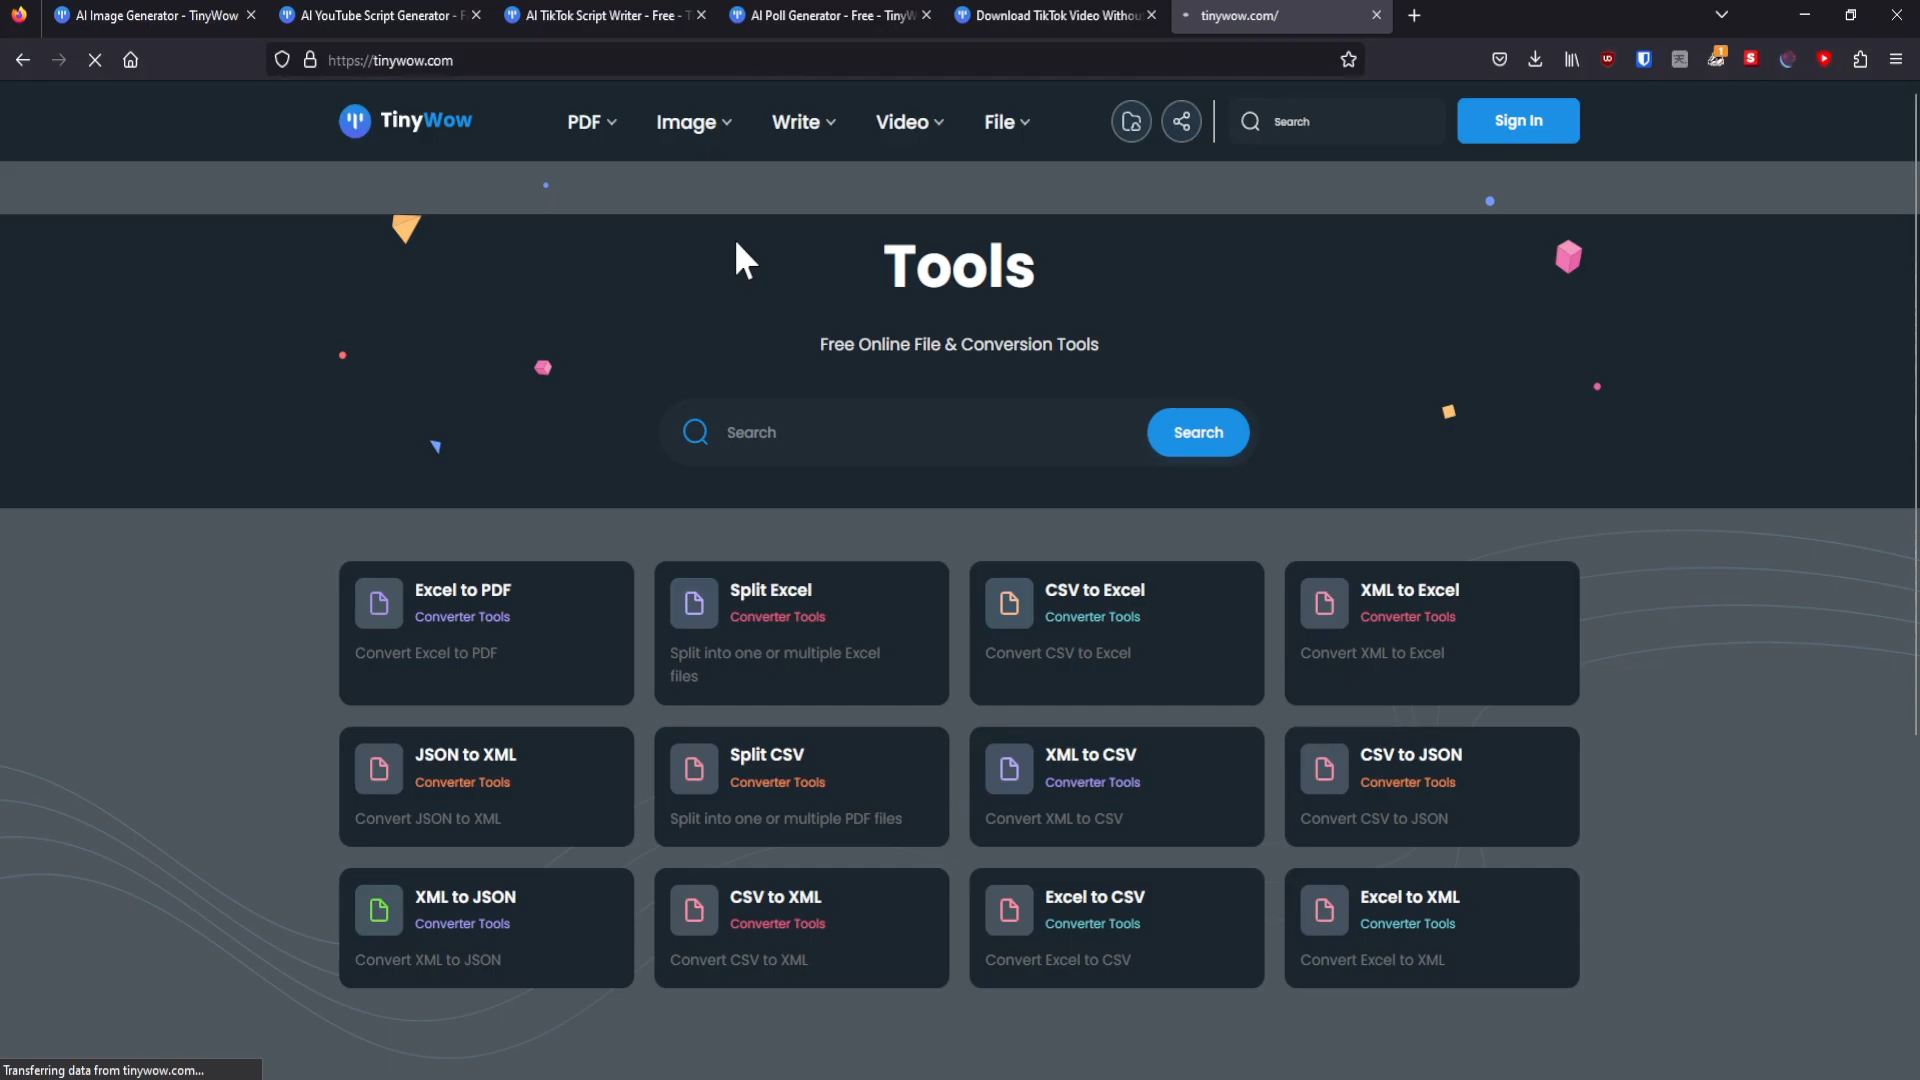 AI Image Generator - TinyWow
AI YouTube Script Generator - F
AI TikTok Script Writer - Free - T
AI Poll Generator - Free - TinyW
Download TikTok Video Withou
tinywow.com/
https://tinywow.com
1
TinyWow
PDF
Image
Write
Video
File
Search
Sign In
Tools
Free Online File & Conversion Tools
Search
Search
Excel to PDF
Converter Tools
Convert Excel to PDF
Split Excel
Converter Tools
Split into one or multiple Excel
files
CSV to Excel
Converter Tools
Convert CSV to Excel
XML to Excel
Converter Tools
Convert XML to Excel
JSON to XML
Converter Tools
Convert JSON to XML
Split CSV
Converter Tools
Split into one or multiple PDF files
XML to CSV
Converter Tools
Convert XML to CSV
CSV to JSON
Converter Tools
Convert CSV to JSON
XML to JSON
Converter Tools
Convert XML to JSON
CSV to XML
Converter Tools
Convert CSV to XML
Excel to CSV
Converter Tools
Convert Excel to CSV
Excel to XML
Converter Tools
Convert Excel to XML
Transferring data from tinywow.com...